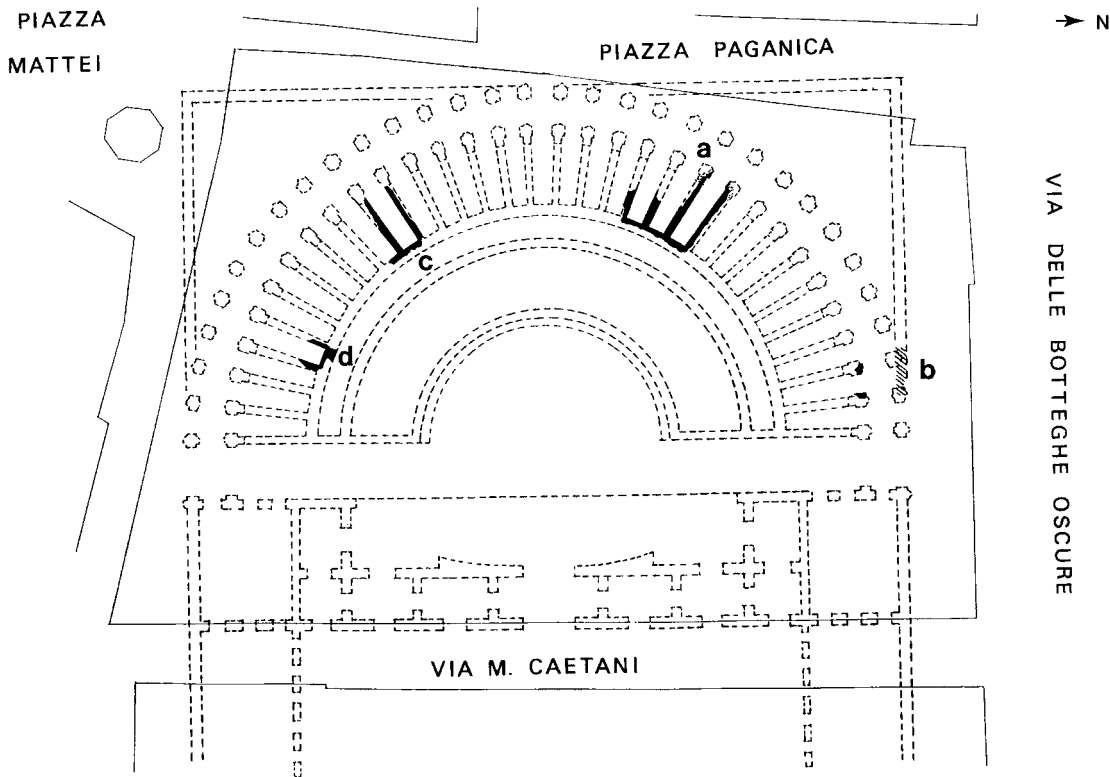 PIAZZA
MATTEI
PIAZZA PAGANICA
N
a
b
c
d
VIA DELLE BOTTEGHE OSCURE
VIA M. CAETANI